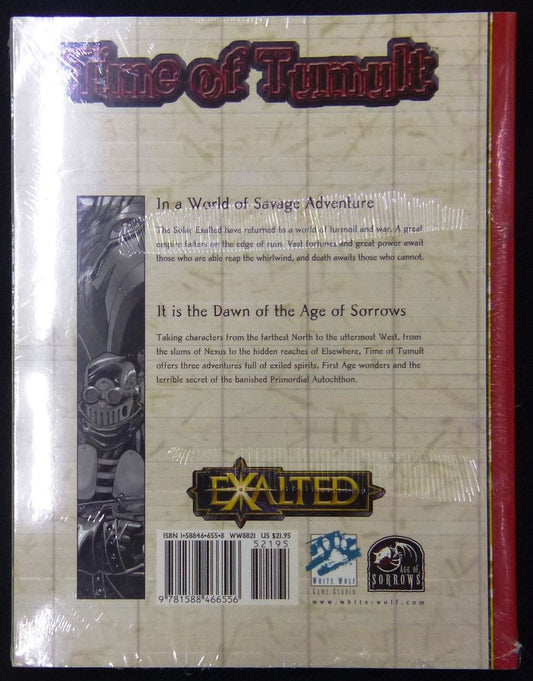 Time of Tumult
In a World of Savage Adventure
The Solar Exalted have returned to a world of turmoil and war. A great
empire falters on the edge of ruin. Vast fortunes and great power await
those who are able reap the whirlwind, and death awaits those who cannot.
It is the Dawn of the Age of Sorrows
Taking characters from the farthest North to the uttermost West, from
the slums of Nexus to the hidden reaches of Elsewhere, Time of Tumult
offers three adventures full of exiled spirits, First Age wonders and the
terrible secret of the banished Primordial Autochthon.
EXALTED
ISBN 1-58846-655-8 WW8821 US $21.95
52195
9 781588 466556
WHITE WOLF
GAME STUDIO
AGE OF
SORROWS
www.white-wolf.com